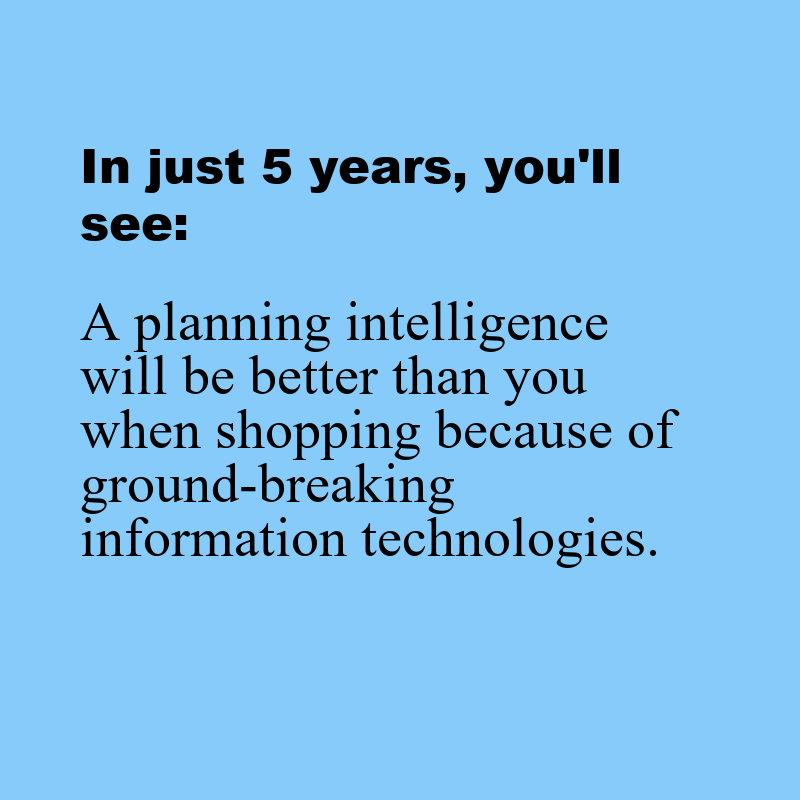 In just 5 years, you'll
see:
A planning intelligence
will be better than you
when shopping because of
ground-breaking
information technologies.